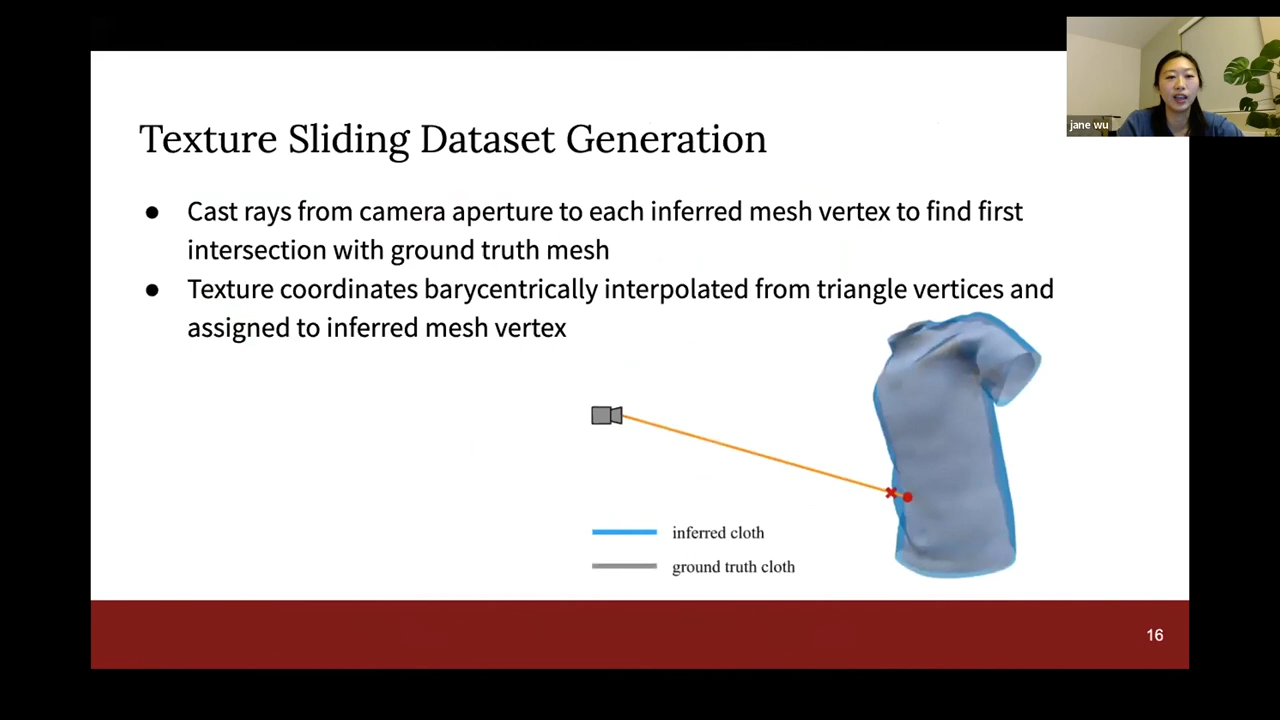 jane wu
Texture Sliding Dataset Generation
● Cast rays from camera aperture to each inferred mesh vertex to find first
intersection with ground truth mesh
● Texture coordinates barycentrically interpolated from triangle vertices and
assigned to inferred mesh vertex
inferred cloth
ground truth cloth
16